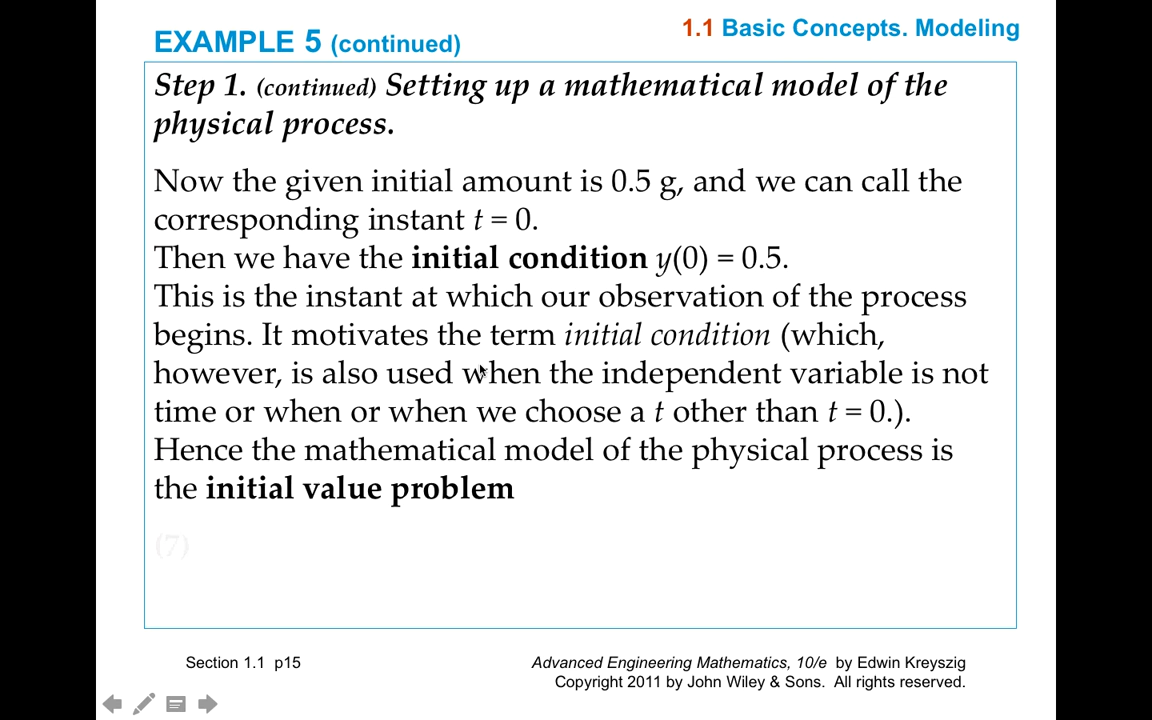 1.1 Basic Concepts. Modeling
EXAMPLE 5 (continued)
Step 1. (continued) Setting up a mathematical model of the
physical process.
Now the given initial amount is 0.5 g, and we can call the
corresponding instant t = 0.
Then we have the initial condition y(0) = 0.5.
This is the instant at which our observation of the process
begins. It motivates the term initial condition (which,
however, is also used when the independent variable is not
time or when or when we choose a t other than t = 0.).
Hence the mathematical model of the physical process is
the initial value problem
(7)
Section 1.1 p15
Advanced Engineering Mathematics, 10/e by Edwin Kreyszig
Copyright 2011 by John Wiley & Sons. All rights reserved.